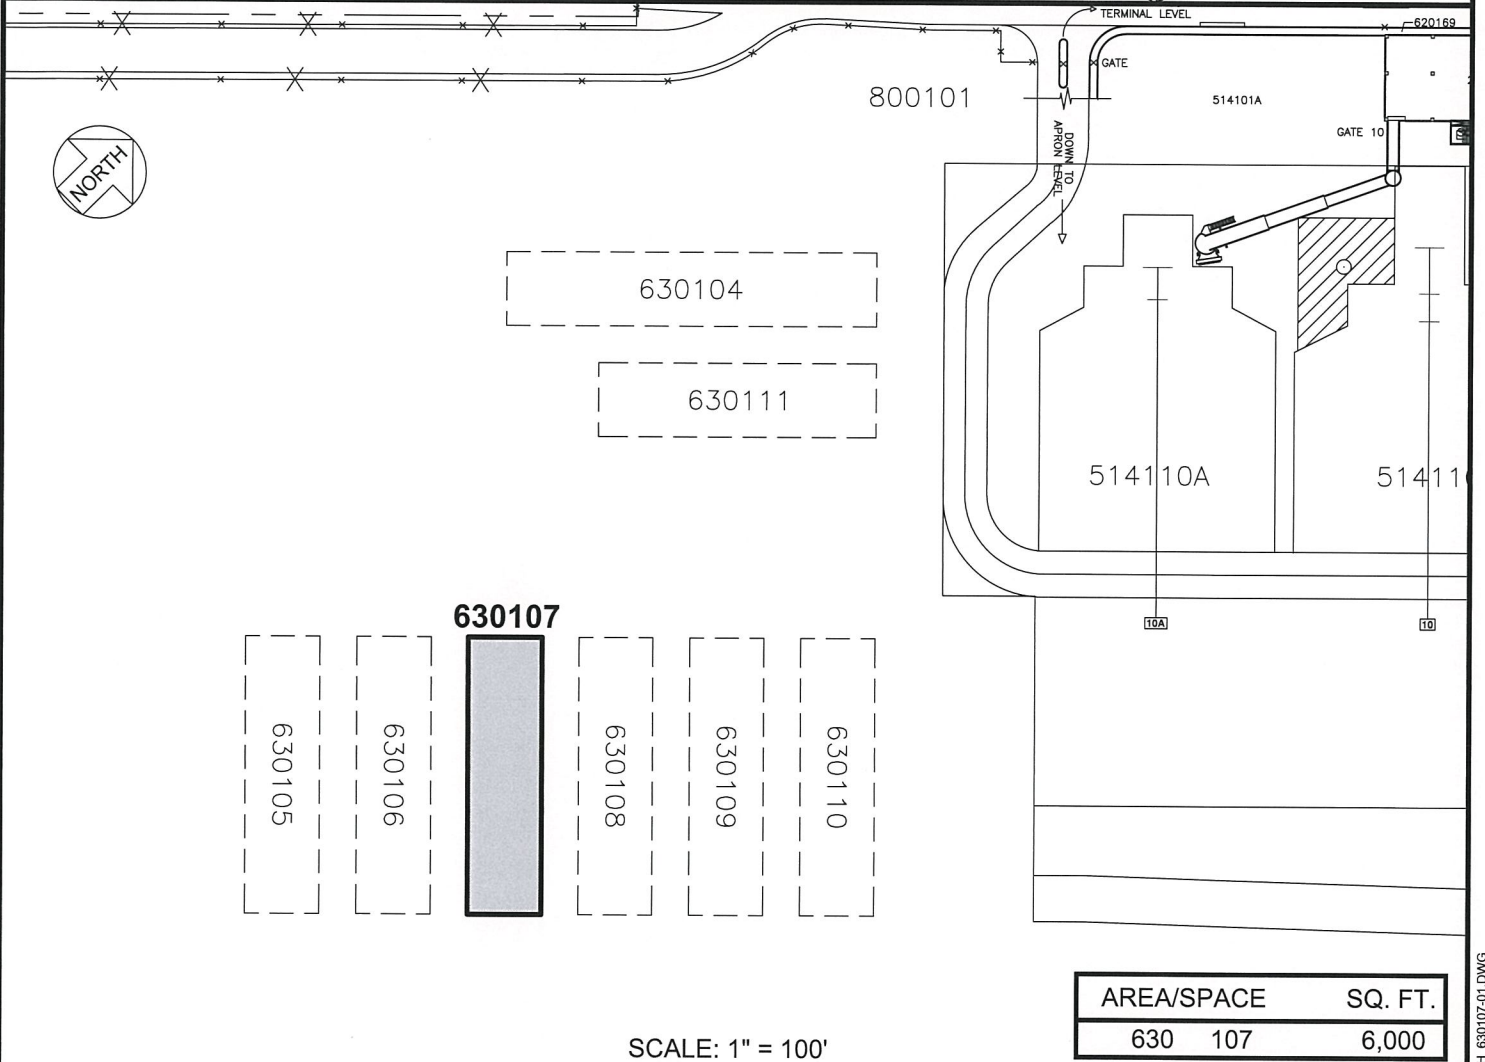 TERMINAL LEVEL
620169
GATE
800101
514101A
GATE 10
DOWN TO
APRON LEVEL
NORTH
630104
630111
514110A
51411
630107
10A
10
630105
630106
630108
630109
630110
AREA/SPACE SQ. FT.
630 107 6,000
SCALE: 1" = 100'
630107-01.DWG